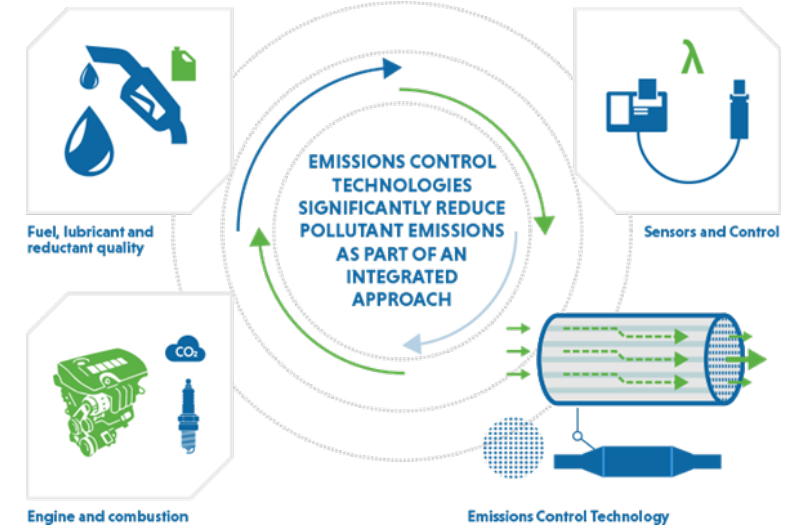 λ
EMISSIONS CONTROL
TECHNOLOGIES
SIGNIFICANTLY REDUCE
POLLUTANT EMISSIONS
AS PART OF AN
INTEGRATED
APPROACH
Fuel, lubricant and
reductant quality
Sensors and Control
CO₂
Engine and combustion
Emissions Control Technology